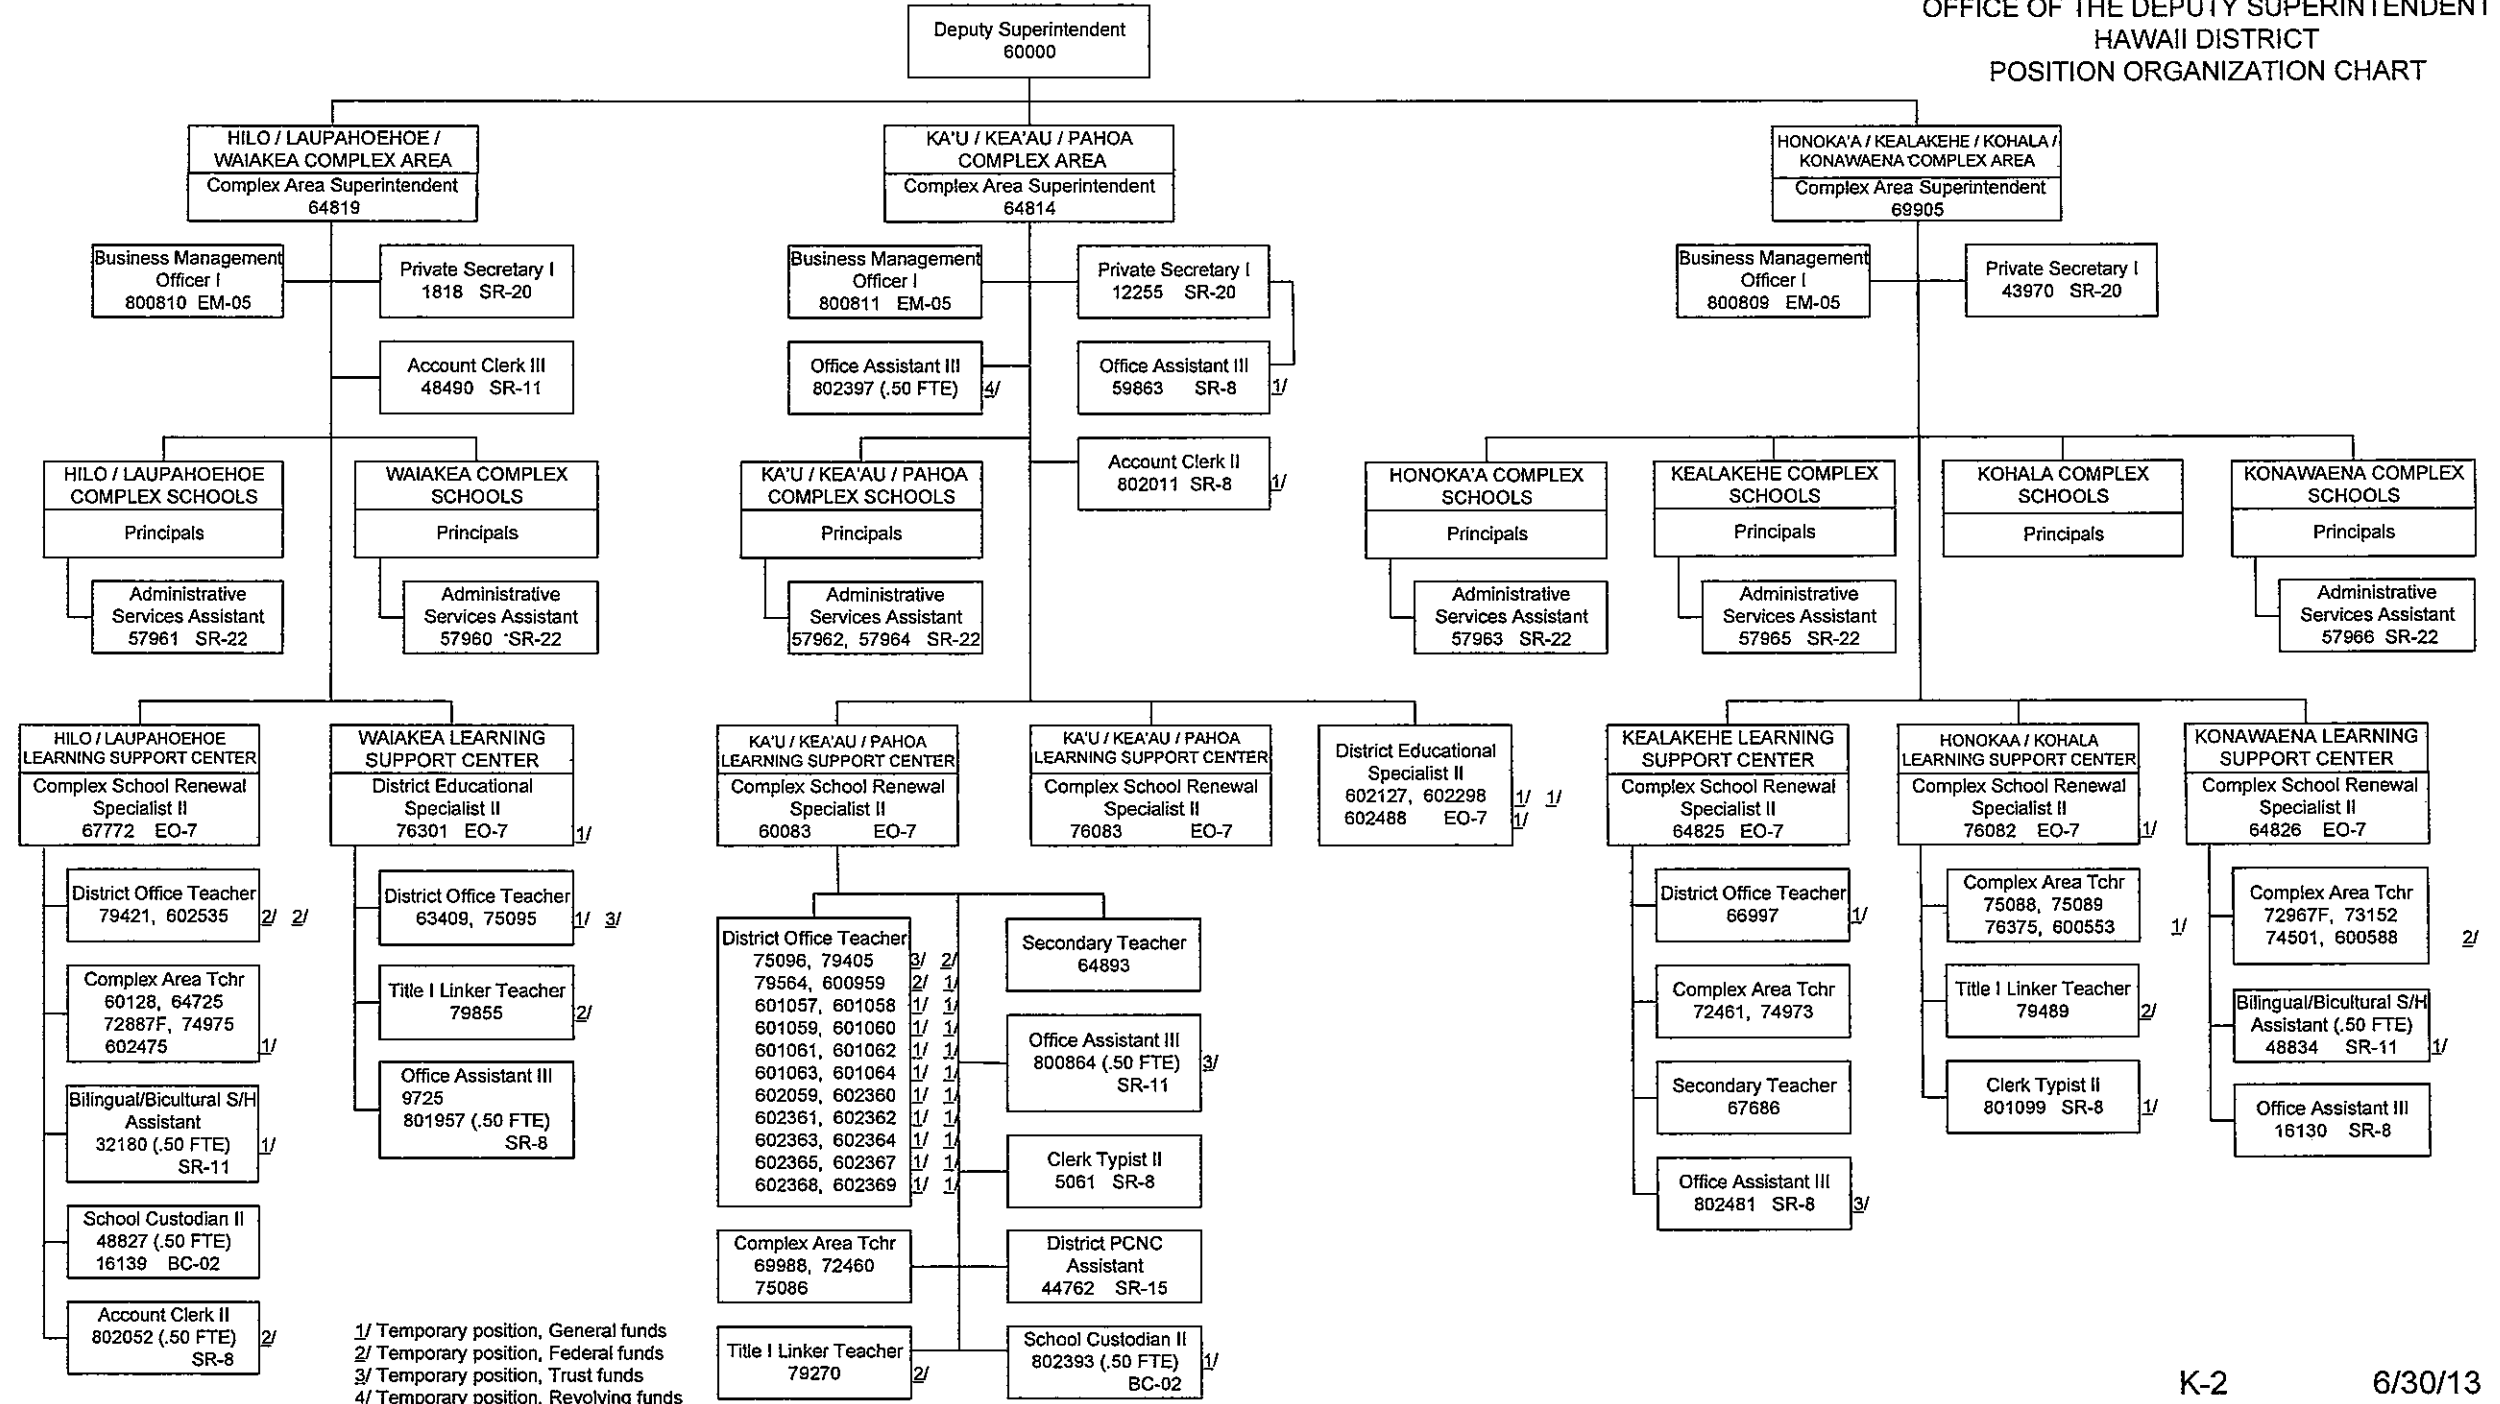 OFFICE OF THE DEPUTY SUPERINTENDENT
HAWAII DISTRICT
POSITION ORGANIZATION CHART
Deputy Superintendent
60000
HILO / LAUPAHOEHOE /
WAIAKEA COMPLEX AREA
Complex Area Superintendent
64819
Business Management
Officer I
800810 EM-05
Private Secretary I
1818 SR-20
Account Clerk III
48490 SR-11
HILO / LAUPAHOEHOE
COMPLEX SCHOOLS
Principals
Administrative
Services Assistant
57961 SR-22
WAIAKEA COMPLEX
SCHOOLS
Principals
Administrative
Services Assistant
57960 SR-22
HILO / LAUPAHOEHOE
LEARNING SUPPORT CENTER
Complex School Renewal
Specialist II
67772 EO-7
District Office Teacher
79421, 602535 2/ 2/
Complex Area Tchr
60128, 64725
72887F, 74975
602475 1/
Bilingual/Bicultural S/H
Assistant
32180 (.50 FTE) 1/
SR-11
School Custodian II
48827 (.50 FTE)
16139 BC-02
Account Clerk II
802052 (.50 FTE) 2/
SR-8
WAIAKEA LEARNING
SUPPORT CENTER
District Educational
Specialist II
76301 EO-7 1/
District Office Teacher
63409, 75095 1/ 3/
Title I Linker Teacher
79855 2/
Office Assistant III
9725
801957 (.50 FTE)
SR-8
KA'U / KEA'AU / PAHOA
COMPLEX AREA
Complex Area Superintendent
64814
Business Management
Officer I
800811 EM-05
Private Secretary I
12255 SR-20
Office Assistant III
802397 (.50 FTE) 4/
Office Assistant III
59863 SR-8 1/
Account Clerk II
802011 SR-8 1/
KA'U / KEA'AU / PAHOA
COMPLEX SCHOOLS
Principals
Administrative
Services Assistant
57962, 57964 SR-22
KA'U / KEA'AU / PAHOA
LEARNING SUPPORT CENTER
Complex School Renewal
Specialist II
60083 EO-7
KA'U / KEA'AU / PAHOA
LEARNING SUPPORT CENTER
Complex School Renewal
Specialist II
76083 EO-7
District Educational
Specialist II
602127, 602298 1/ 1/
602488 EO-7 1/
District Office Teacher
75096, 79405 3/ 2/
79564, 600959 2/ 1/
601057, 601058 1/ 1/
601059, 601060 1/ 1/
601061, 601062 1/ 1/
601063, 601064 1/ 1/
602059, 602360 1/ 1/
602361, 602362 1/ 1/
602363, 602364 1/ 1/
602365, 602367 1/ 1/
602368, 602369 1/ 1/
Complex Area Tchr
69988, 72460
75086
Title I Linker Teacher
79270 2/
Secondary Teacher
64893
Office Assistant III
800864 (.50 FTE) 3/
SR-11
Clerk Typist II
5061 SR-8
District PCNC
Assistant
44762 SR-15
School Custodian II
802393 (.50 FTE) 1/
BC-02
HONOKA'A / KEALAKEHE / KOHALA /
KONAWAENA COMPLEX AREA
Complex Area Superintendent
69905
Business Management
Officer I
800809 EM-05
Private Secretary I
43970 SR-20
HONOKA'A COMPLEX
SCHOOLS
Principals
Administrative
Services Assistant
57963 SR-22
KEALAKEHE COMPLEX
SCHOOLS
Principals
Administrative
Services Assistant
57965 SR-22
KOHALA COMPLEX
SCHOOLS
Principals
KONAWAENA COMPLEX
SCHOOLS
Principals
Administrative
Services Assistant
57966 SR-22
KEALAKEHE LEARNING
SUPPORT CENTER
Complex School Renewal
Specialist II
64825 EO-7
District Office Teacher
66997 1/
Complex Area Tchr
72461, 74973
Secondary Teacher
67686
Office Assistant III
802481 SR-8 3/
HONOKAA / KOHALA
LEARNING SUPPORT CENTER
Complex School Renewal
Specialist II
76082 EO-7 1/
Complex Area Tchr
75088, 75089
76375, 600553 1/
Title I Linker Teacher
79489 2/
Clerk Typist II
801099 SR-8 1/
KONAWAENA LEARNING
SUPPORT CENTER
Complex School Renewal
Specialist II
64826 EO-7
Complex Area Tchr
72967F, 73152
74501, 600588 2/
Bilingual/Bicultural S/H
Assistant (.50 FTE)
48834 SR-11 1/
Office Assistant III
16130 SR-8
1/ Temporary position, General funds
2/ Temporary position, Federal funds
3/ Temporary position, Trust funds
4/ Temporary position, Revolving funds
K-2 6/30/13